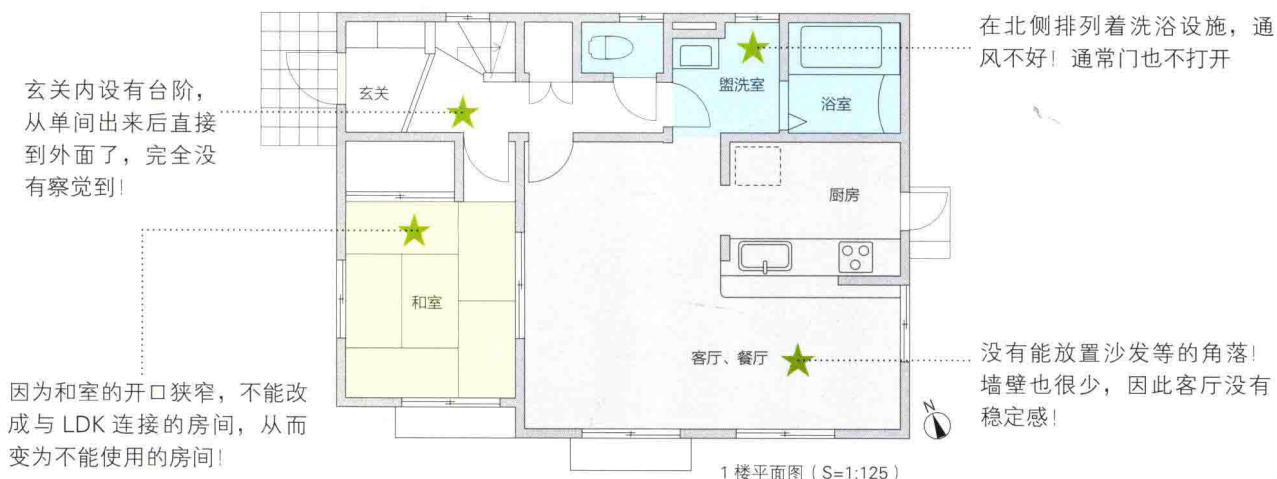 在北侧排列着洗浴设施，通
风不好！通常门也不打开
玄关内设有台阶，
从单间出来后直接
到外面了，完全没
有察觉到！
玄关
盥洗室
浴室
厨房
和室
客厅、餐厅
因为和室的开口狭窄，不能改
成与 LDK 连接的房间，从而
变为不能使用的房间！
没有能放置沙发等的角落！
墙壁也很少，因此客厅没有
稳定感！
N
1 楼平面图（S=1:125）